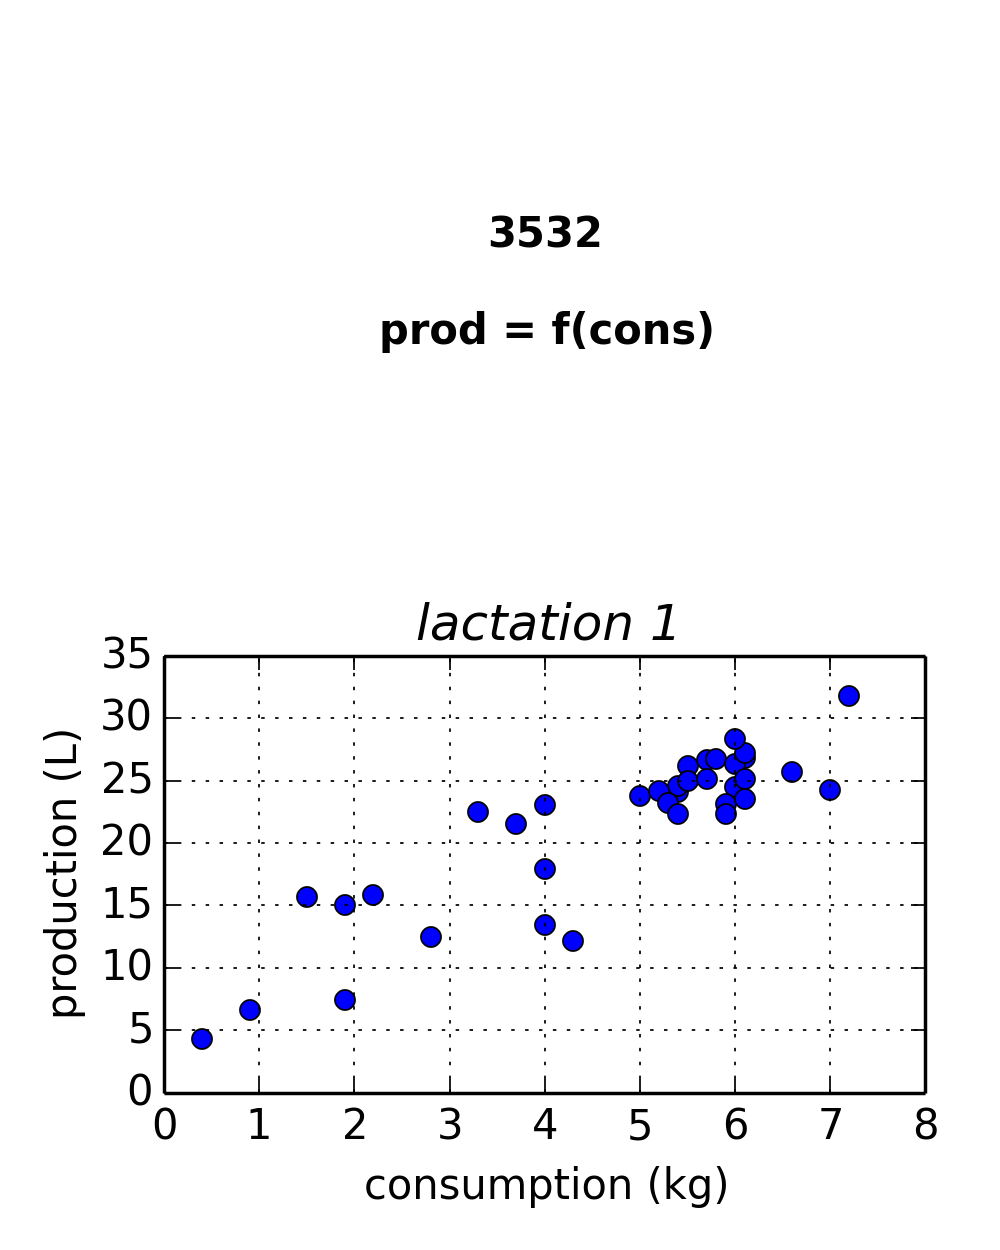 3532
prod = f(cons)
lactation 1
35
30
25
20
15
10
5
0
production (L)
0 1 2 3 4 5 6 7 8
consumption (kg)